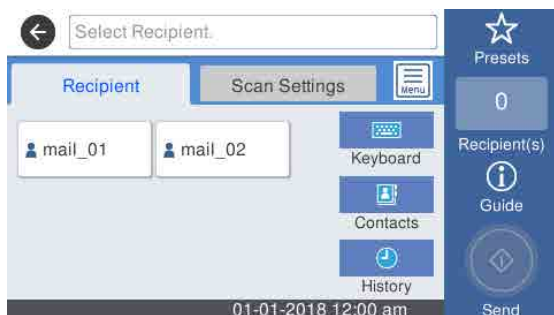 Select Recipient.
Presets
Recipient
Scan Settings
Menu
0
Recipient(s)
mail_01
mail_02
Keyboard
Guide
Contacts
History
01-01-2018 12:00 am
Send